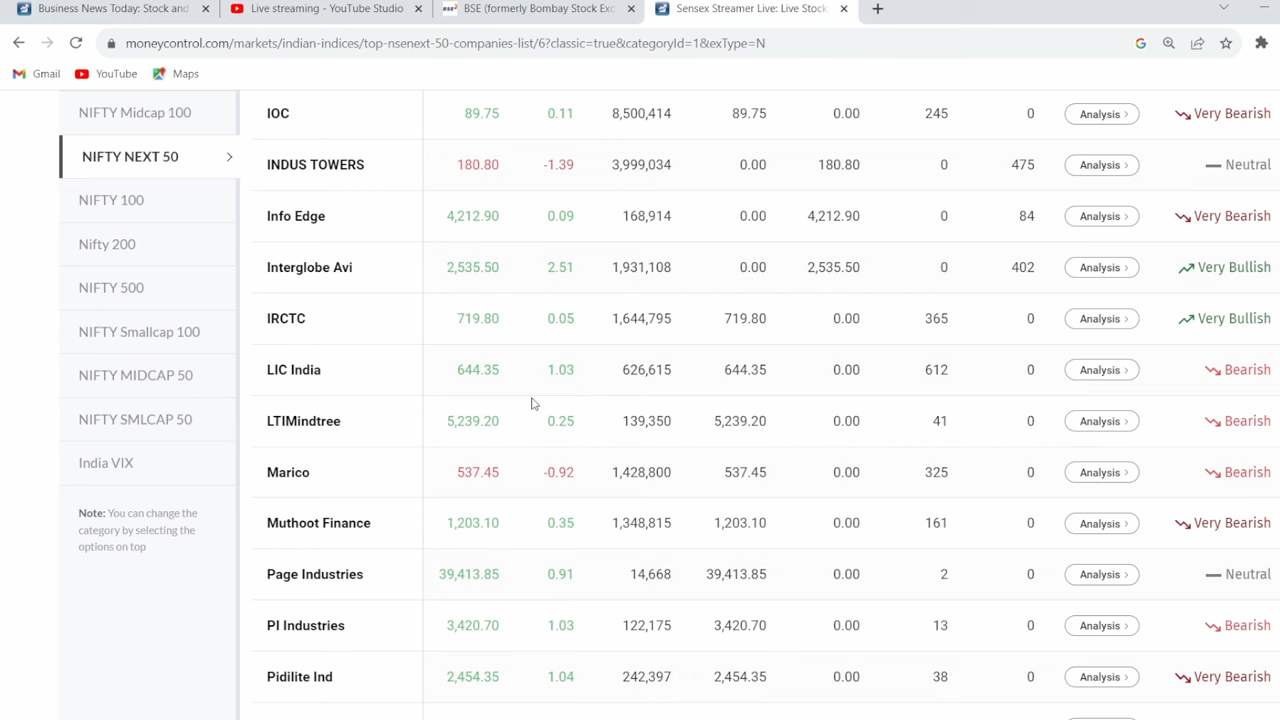 Business News Today: Stock and
Live streaming - YouTube Studio
BSE (formerly Bombay Stock Exc
Sensex Streamer Live: Live Stock
moneycontrol.com/markets/indian-indices/top-nsenext-50-companies-list/6?classic=true&categoryId=1&exType=N
Gmail YouTube Maps
NIFTY Midcap 100
NIFTY NEXT 50
NIFTY 100
Nifty 200
NIFTY 500
NIFTY Smallcap 100
NIFTY MIDCAP 50
NIFTY SMLCAP 50
India VIX
Note: You can change the
category by selecting the
options on top
IOC 89.75 0.11 8,500,414 89.75 0.00 245 0 Analysis Very Bearish
INDUS TOWERS 180.80 -1.39 3,999,034 0.00 180.80 0 475 Analysis Neutral
Info Edge 4,212.90 0.09 168,914 0.00 4,212.90 0 84 Analysis Very Bearish
Interglobe Avi 2,535.50 2.51 1,931,108 0.00 2,535.50 0 402 Analysis Very Bullish
IRCTC 719.80 0.05 1,644,795 719.80 0.00 365 0 Analysis Very Bullish
LIC India 644.35 1.03 626,615 644.35 0.00 612 0 Analysis Bearish
LTIMindtree 5,239.20 0.25 139,350 5,239.20 0.00 41 0 Analysis Bearish
Marico 537.45 -0.92 1,428,800 537.45 0.00 325 0 Analysis Bearish
Muthoot Finance 1,203.10 0.35 1,348,815 1,203.10 0.00 161 0 Analysis Very Bearish
Page Industries 39,413.85 0.91 14,668 39,413.85 0.00 2 0 Analysis Neutral
PI Industries 3,420.70 1.03 122,175 3,420.70 0.00 13 0 Analysis Bearish
Pidilite Ind 2,454.35 1.04 242,397 2,454.35 0.00 38 0 Analysis Very Bearish